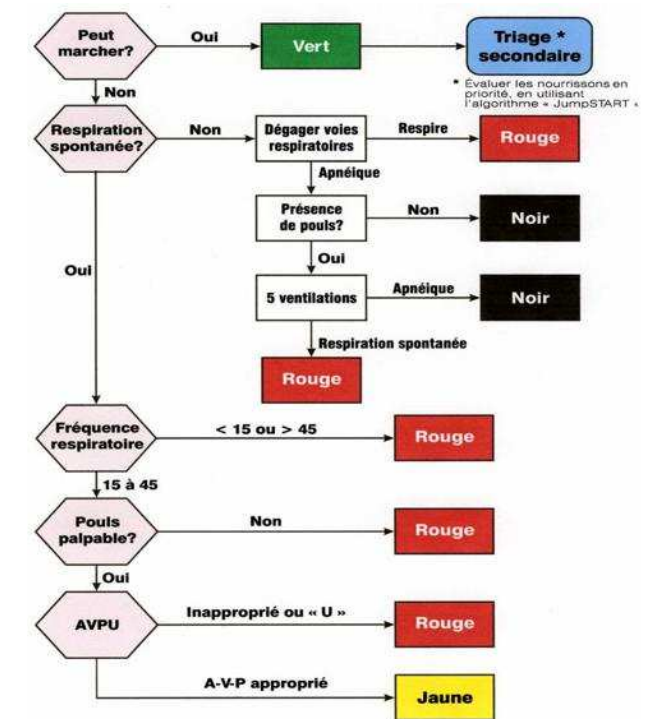 Peut
marcher?
Oui
Vert
Triage *
secondaire
* Évaluer les nourrissons en
priorité, en utilisant
l'algorithme « JumpSTART «
Non
Respiration
spontanée?
Non
Dégager voies
respiratoires
Respire
Rouge
Apnéique
Présence
de pouls?
Non
Noir
Oui
Oui
5 ventilations
Apnéique
Noir
Respiration spontanée
Rouge
Fréquence
respiratoire
< 15 ou > 45
Rouge
15 à 45
Pouls
palpable?
Non
Rouge
Oui
AVPU
Inapproprié ou « U »
Rouge
A-V-P approprié
Jaune